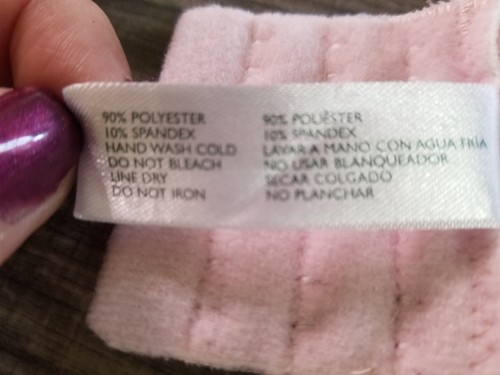 90% POLYESTER
10% SPANDEX
HAND WASH COLD
DO NOT BLEACH
LINE DRY
DO NOT IRON
90% POLIÉSTER
10% SPANDEX
LAVAR A MANO CON AGUA FRÍA
NO USAR BLANQUEADOR
SECAR COLGADO
NO PLANCHAR